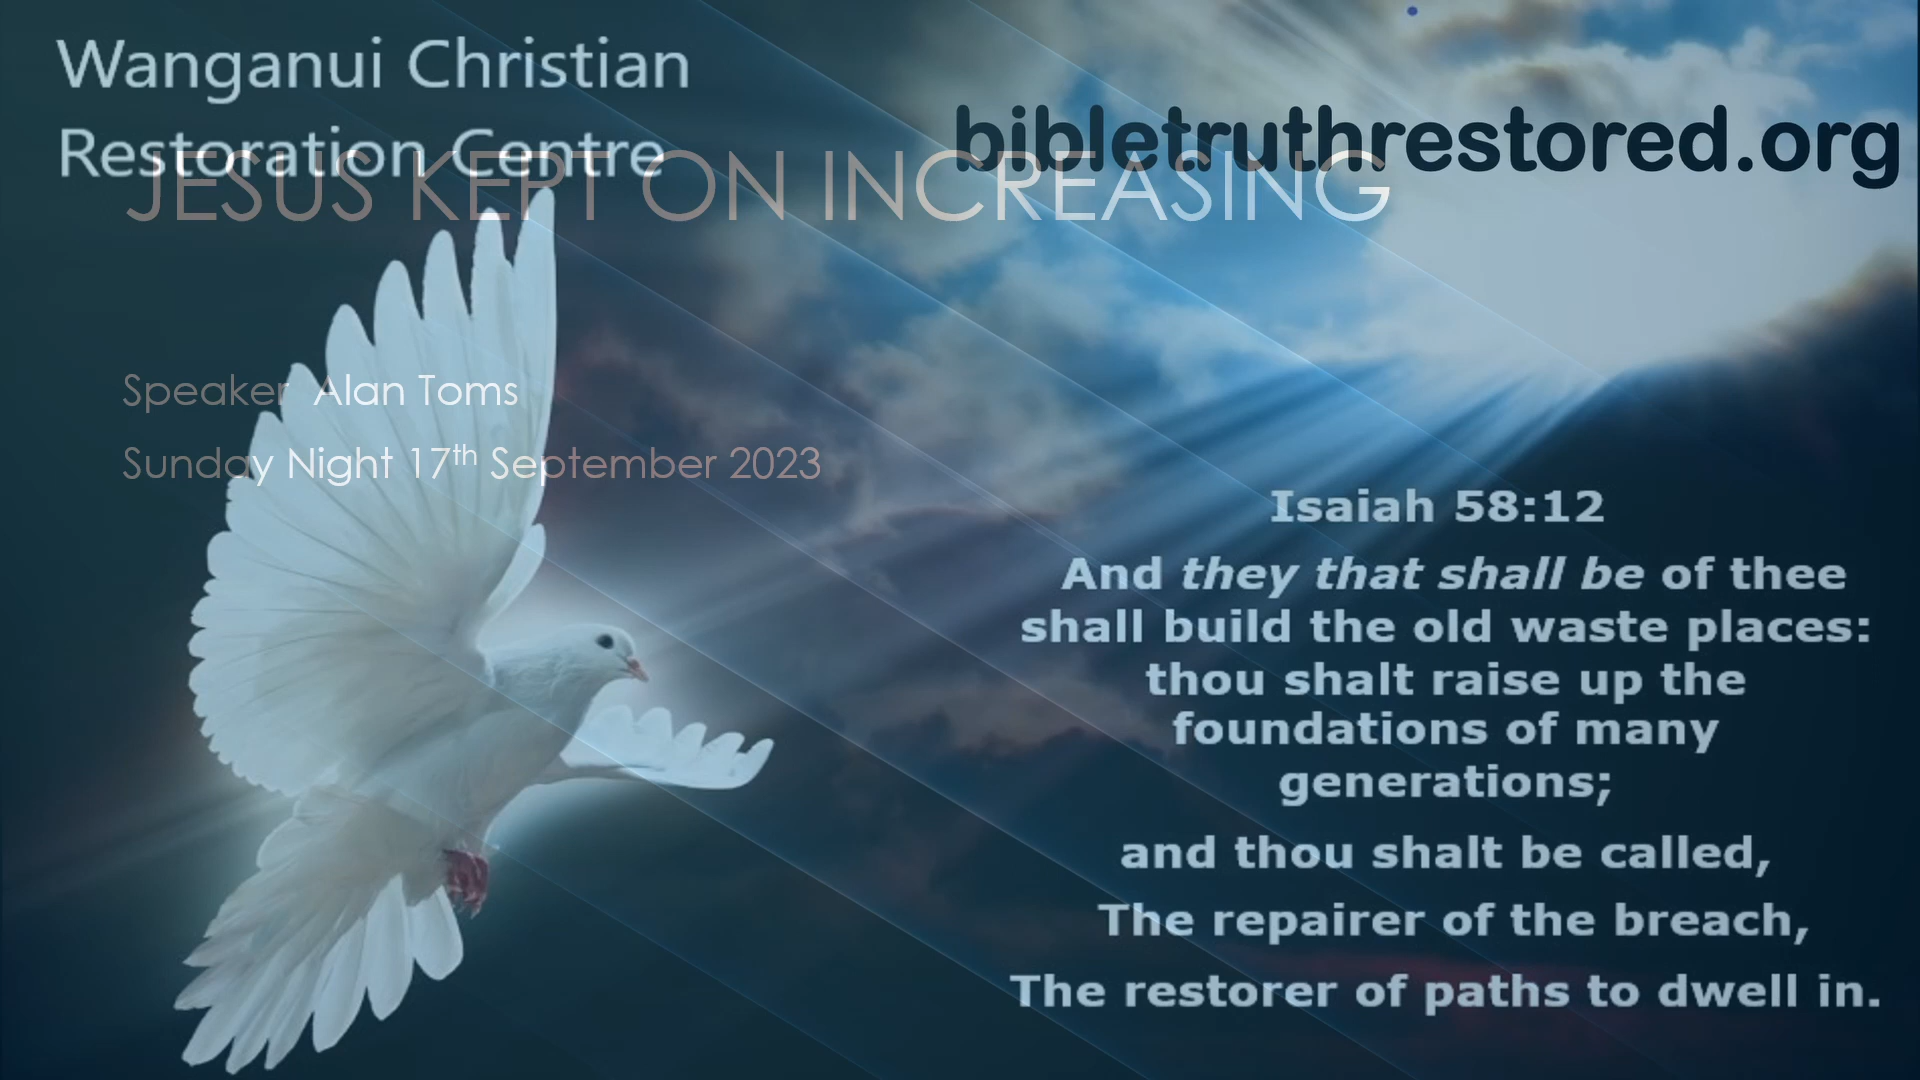 Wanganui Christian
Restoration Centre
bibletruthrestored.org
JESUS KEPT ON INCREASING
Speaker Alan Toms
Sunday Night 17th September 2023
Isaiah 58:12
And they that shall be of thee
shall build the old waste places:
thou shalt raise up the
foundations of many
generations;
and thou shalt be called,
The repairer of the breach,
The restorer of paths to dwell in.